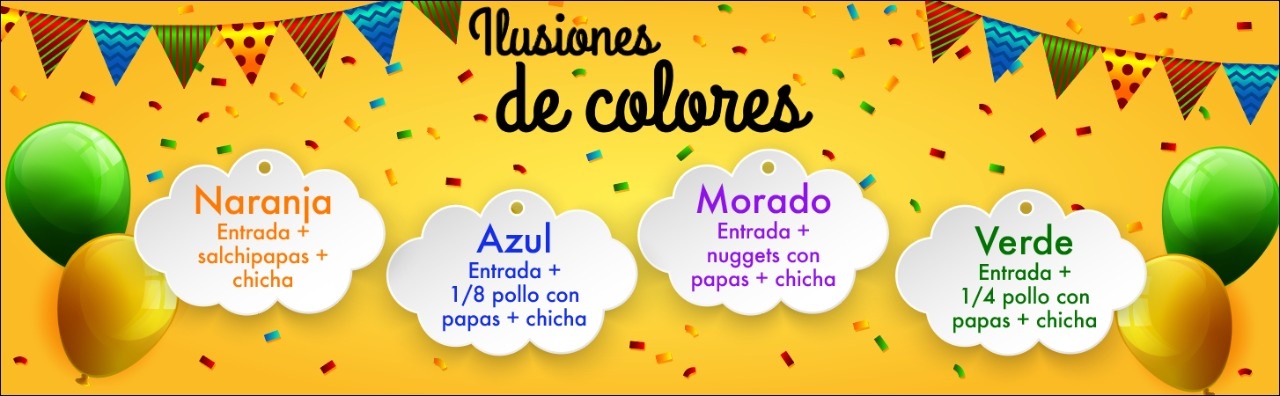 Ilusiones
de colores
Naranja
Entrada +
salchipapas +
chicha
Azul
Entrada +
1/8 pollo con
papas + chicha
Morado
Entrada +
nuggets con
papas + chicha
Verde
Entrada +
1/4 pollo con
papas + chicha